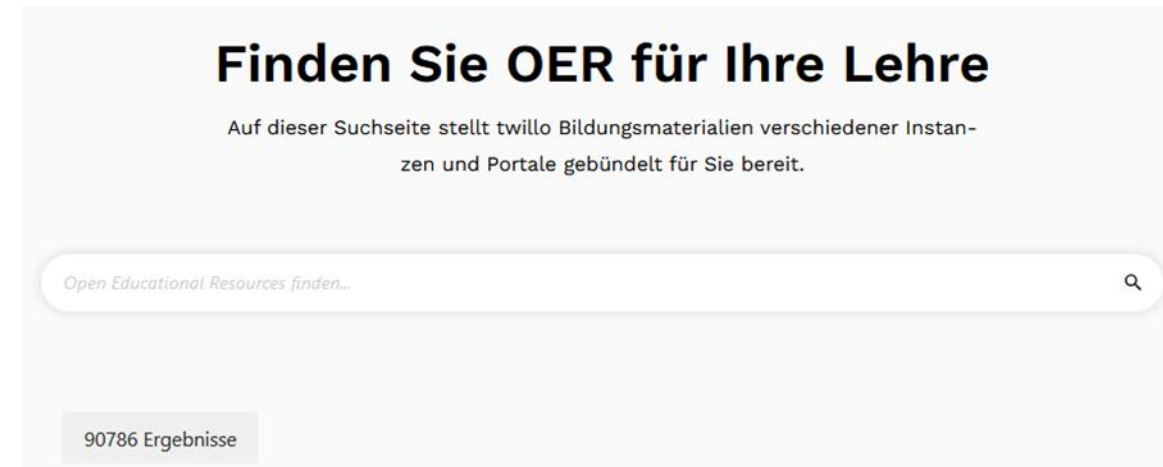 Finden Sie OER für Ihre Lehre
Auf dieser Suchseite stellt twillo Bildungsmaterialien verschiedener Instan-
zen und Portale gebündelt für Sie bereit.
Open Educational Resources finden...
90786 Ergebnisse